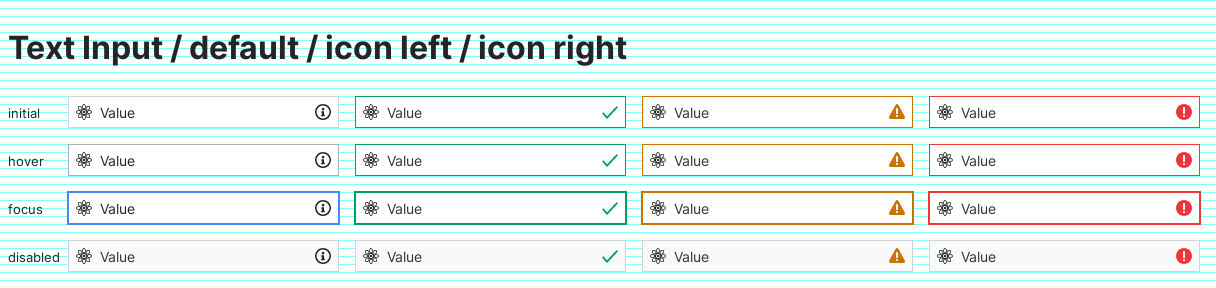 Text Input / default / icon left / icon right
initial Value Value Value Value
hover Value Value Value Value
focus Value Value Value Value
disabled Value Value Value Value